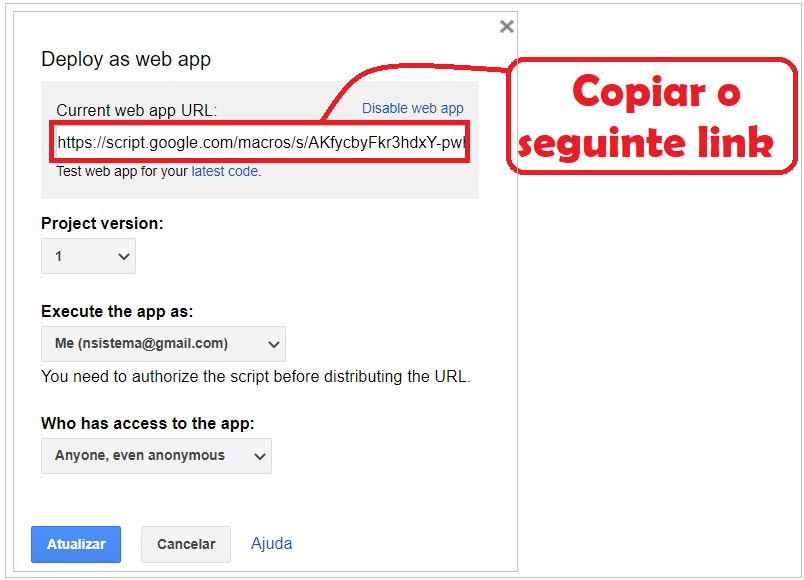 Deploy as web app
Current web app URL:
Disable web app
https://script.google.com/macros/s/AKfycbyFkr3hdxY-pw
Test web app for your latest code.
Copiar o
seguinte link
Project version:
1
Execute the app as:
Me (nsistema@gmail.com)
You need to authorize the script before distributing the URL.
Who has access to the app:
Anyone, even anonymous
Atualizar
Cancelar
Ajuda